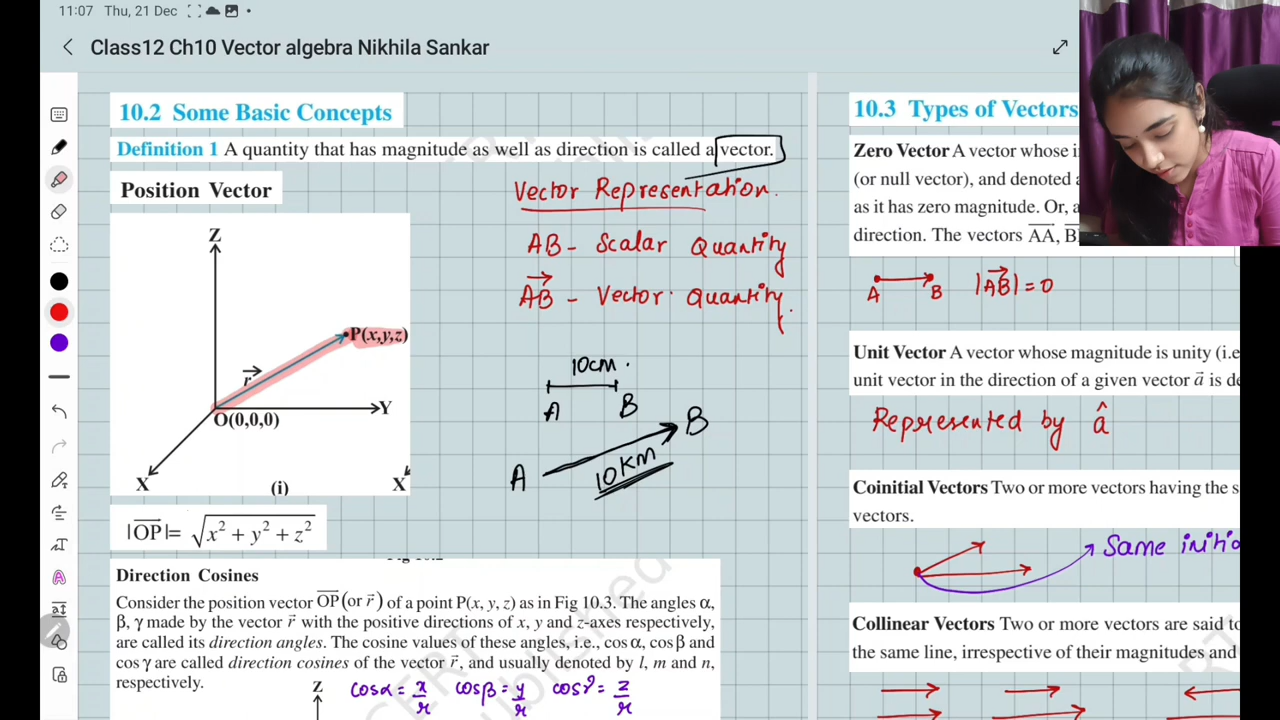 11:07 Thu, 21 Dec
Class12 Ch10 Vector algebra Nikhila Sankar
10.2 Some Basic Concepts
Definition 1 A quantity that has magnitude as well as direction is called a vector.
Position Vector
Z
P(x,y,z)
r⃗
Y
O(0,0,0)
X
(i)
X
|OP|= √x² + y² + z²
Vector Representation.
AB - Scalar Quantity
AB⃗ - Vector Quantity.
10cm.
A B
A B
10 KM
Direction Cosines
Consider the position vector OP (or r⃗) of a point P(x, y, z) as in Fig 10.3. The angles α,
β, γ made by the vector r⃗ with the positive directions of x, y and z-axes respectively,
are called its direction angles. The cosine values of these angles, i.e., cos α, cos β and
cos γ are called direction cosines of the vector r⃗, and usually denoted by l, m and n,
respectively.
Z
cosα = x/r cosβ = y/r cosγ = z/r
10.3 Types of Vectors
Zero Vector A vector whose
(or null vector), and denoted
as it has zero magnitude. Or,
direction. The vectors AA,
A B |AB⃗| = 0
Unit Vector A vector whose magnitude is unity (i.e
unit vector in the direction of a given vector a⃗ is
Represented by â
Coinitial Vectors Two or more vectors having the
vectors.
Same
Collinear Vectors Two or more vectors are said to
the same line, irrespective of their magnitudes and